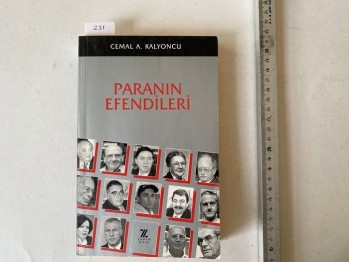 231
CEMAL A. KALYONCU
PARANIN
EFENDİLERİ